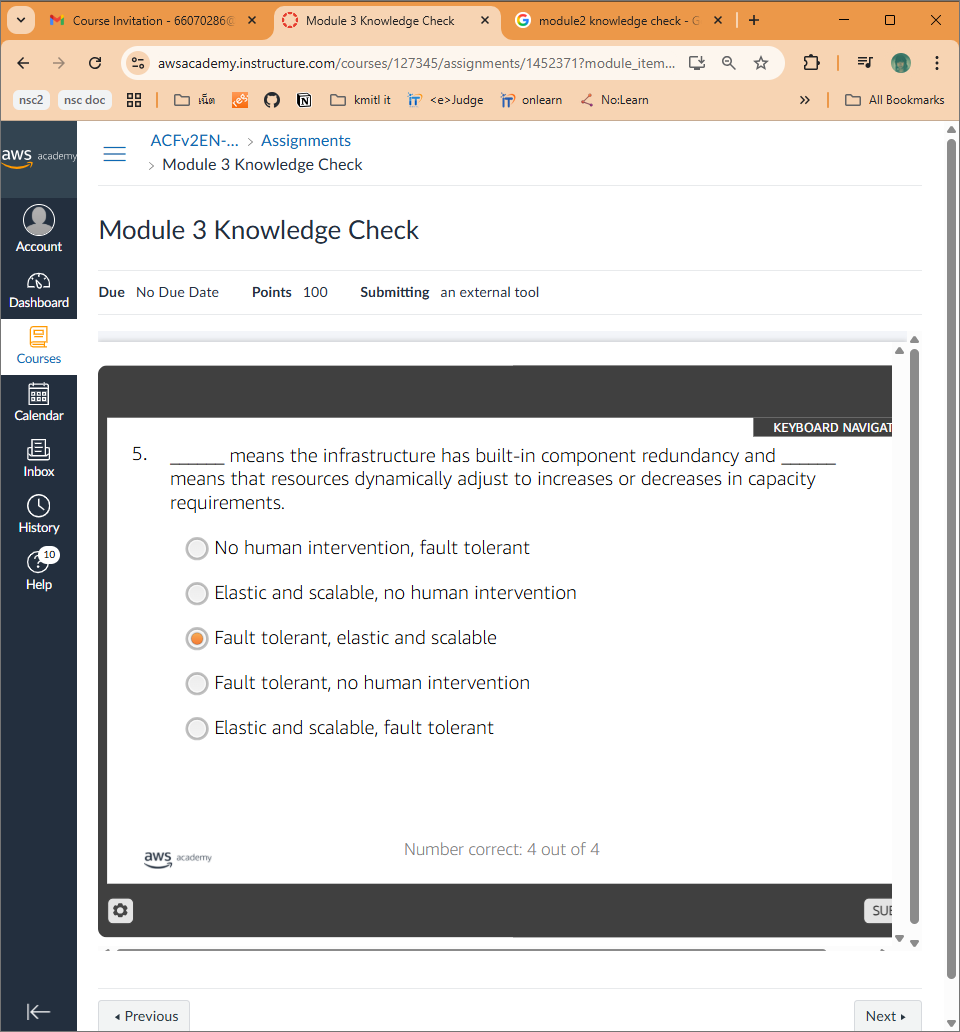 Course Invitation - 66070286@
Module 3 Knowledge Check
module2 knowledge check - G
awsacademy.instructure.com/courses/127345/assignments/1452371?module_item...
nsc2
nsc doc
เน็ต
kmitl it
<e>Judge
onlearn
No:Learn
All Bookmarks
aws academy
Account
Dashboard
Courses
Calendar
Inbox
History
10
Help
ACFv2EN-... > Assignments
> Module 3 Knowledge Check
Module 3 Knowledge Check
Due No Due Date Points 100 Submitting an external tool
KEYBOARD NAVIGAT
5. ______ means the infrastructure has built-in component redundancy and ______
means that resources dynamically adjust to increases or decreases in capacity
requirements.
No human intervention, fault tolerant
Elastic and scalable, no human intervention
Fault tolerant, elastic and scalable
Fault tolerant, no human intervention
Elastic and scalable, fault tolerant
Number correct: 4 out of 4
aws academy
SUB
Previous
Next